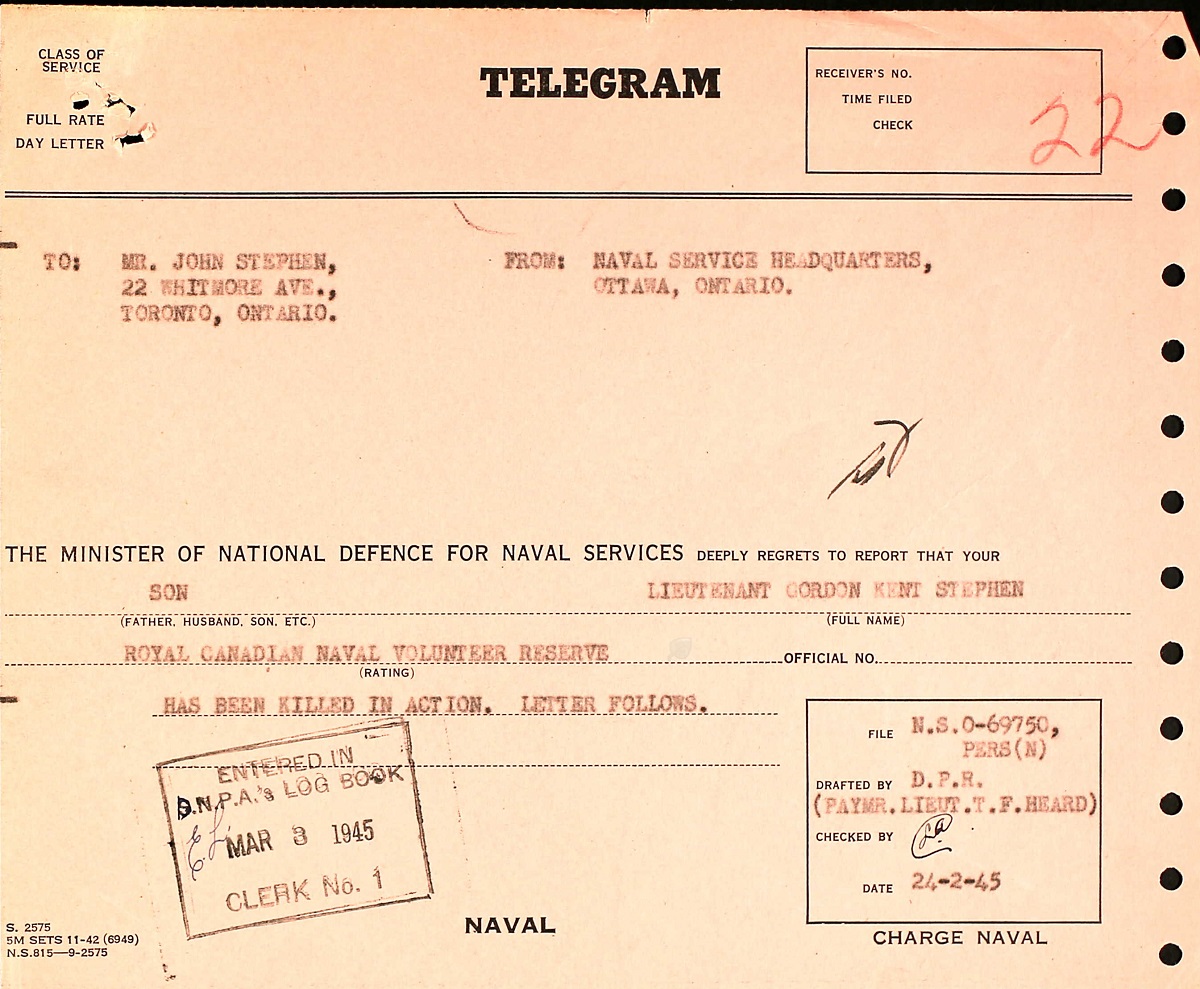 CLASS OF
SERVICE
FULL RATE
DAY LETTER
TELEGRAM
RECEIVER'S NO.
TIME FILED
CHECK
22
TO: MR. JOHN STEPHEN,
22 WHITMORE AVE.,
TORONTO, ONTARIO.
FROM: NAVAL SERVICE HEADQUARTERS,
OTTAWA, ONTARIO.
THE MINISTER OF NATIONAL DEFENCE FOR NAVAL SERVICES DEEPLY REGRETS TO REPORT THAT YOUR
SON LIEUTENANT GORDON KENT STEPHEN
(FATHER, HUSBAND, SON, ETC.) (FULL NAME)
ROYAL CANADIAN NAVAL VOLUNTEER RESERVE OFFICIAL NO.
(RATING)
HAS BEEN KILLED IN ACTION. LETTER FOLLOWS.
ENTERED IN
D.N.P.A.'s LOG BOOK
MAR 3 1945
CLERK No. 1
FILE N.S.O-69750,
PERS(N)
DRAFTED BY D.P.R.
(PAYMR.LIEUT.T.F.HEARD)
CHECKED BY
DATE 24-2-45
S. 2575
5M SETS 11-42 (6949)
N.S.815—9-2575
NAVAL
CHARGE NAVAL